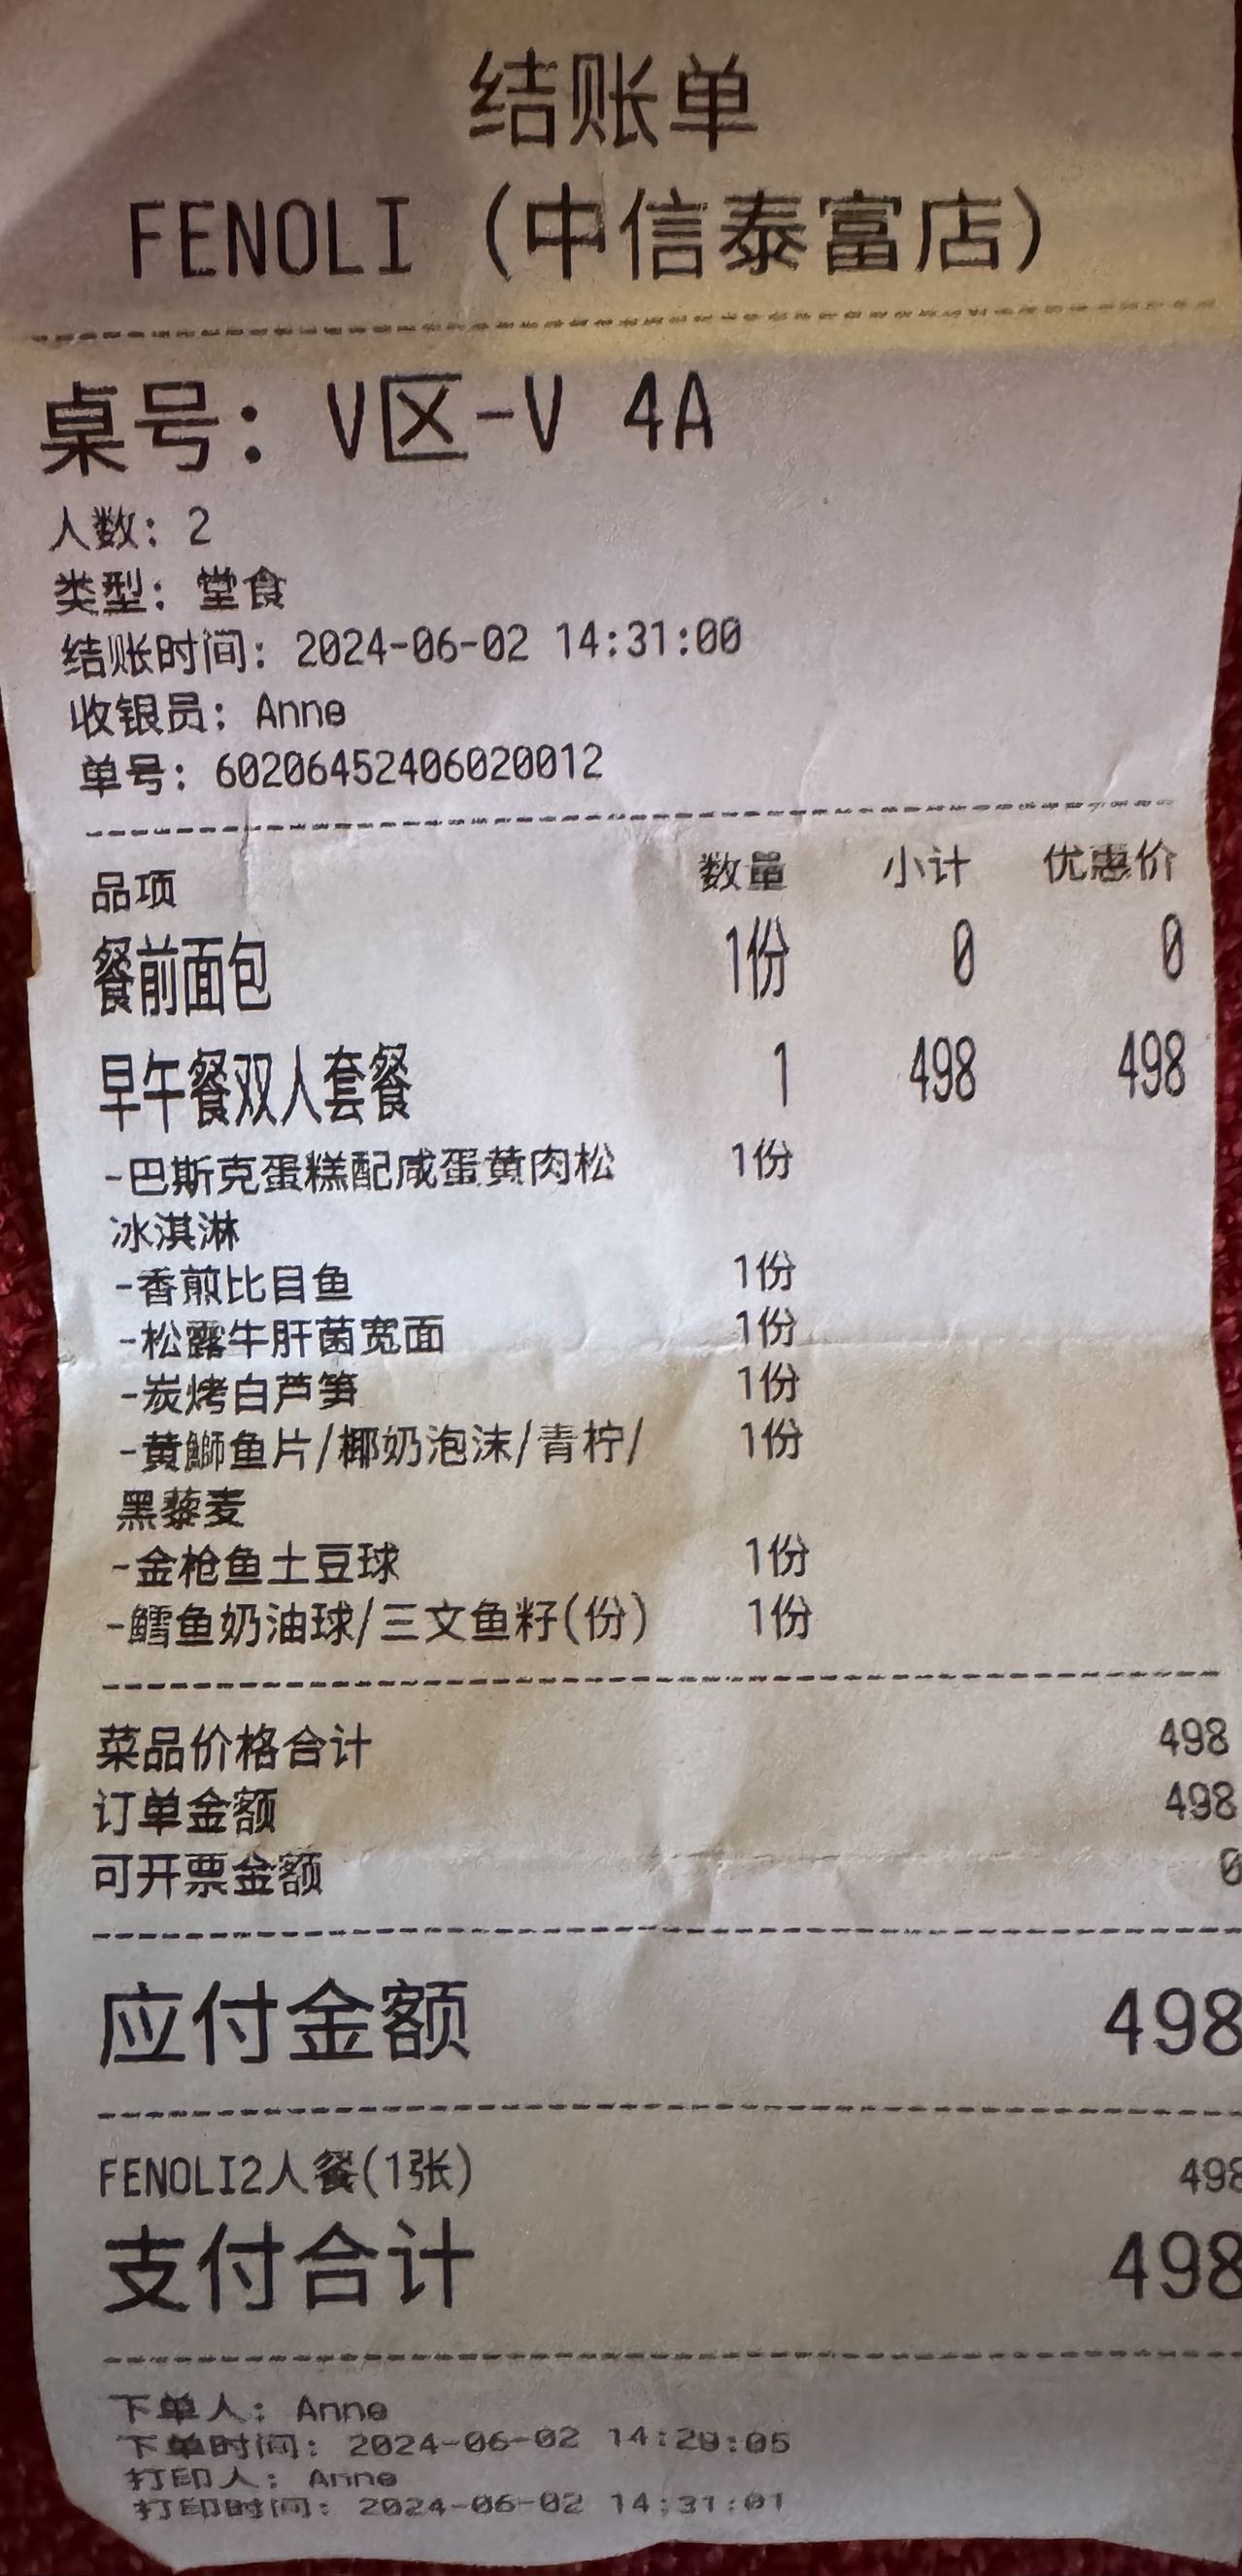 结账单
FENOLI (中信泰富店)
桌号: V区-V 4A
人数: 2
类型: 堂食
结账时间: 2024-06-02 14:31:00
收银员: Anne
单号: 60206452406020012
品项 数量 小计 优惠价
餐前面包 1份 0 0
早午餐双人套餐 1 498 498
-巴斯克蛋糕配咸蛋黄肉松 1份
冰淇淋
-香煎比目鱼 1份
-松露牛肝菌宽面 1份
-炭烤白芦笋 1份
-黄鰤鱼片/椰奶泡沫/青柠/ 1份
黑藜麦
-金枪鱼土豆球 1份
-鳕鱼奶油球/三文鱼籽(份) 1份
菜品价格合计 498
订单金额 498
可开票金额 0
应付金额 498
FENOLI2人餐(1张) 498
支付合计 498
下单人: Anne
下单时间: 2024-06-02
打印人: Anne
打印时间: 2024-06-02 14:31:01